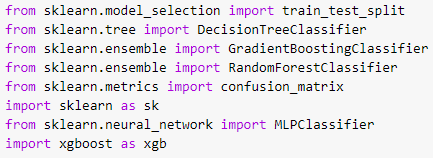 from sklearn.model_selection import train_test_split
from sklearn.tree import DecisionTreeClassifier
from sklearn.ensemble import GradientBoostingClassifier
from sklearn.ensemble import RandomForestClassifier
from sklearn.metrics import confusion_matrix
import sklearn as sk
from sklearn.neural_network import MLPClassifier
import xgboost as xgb